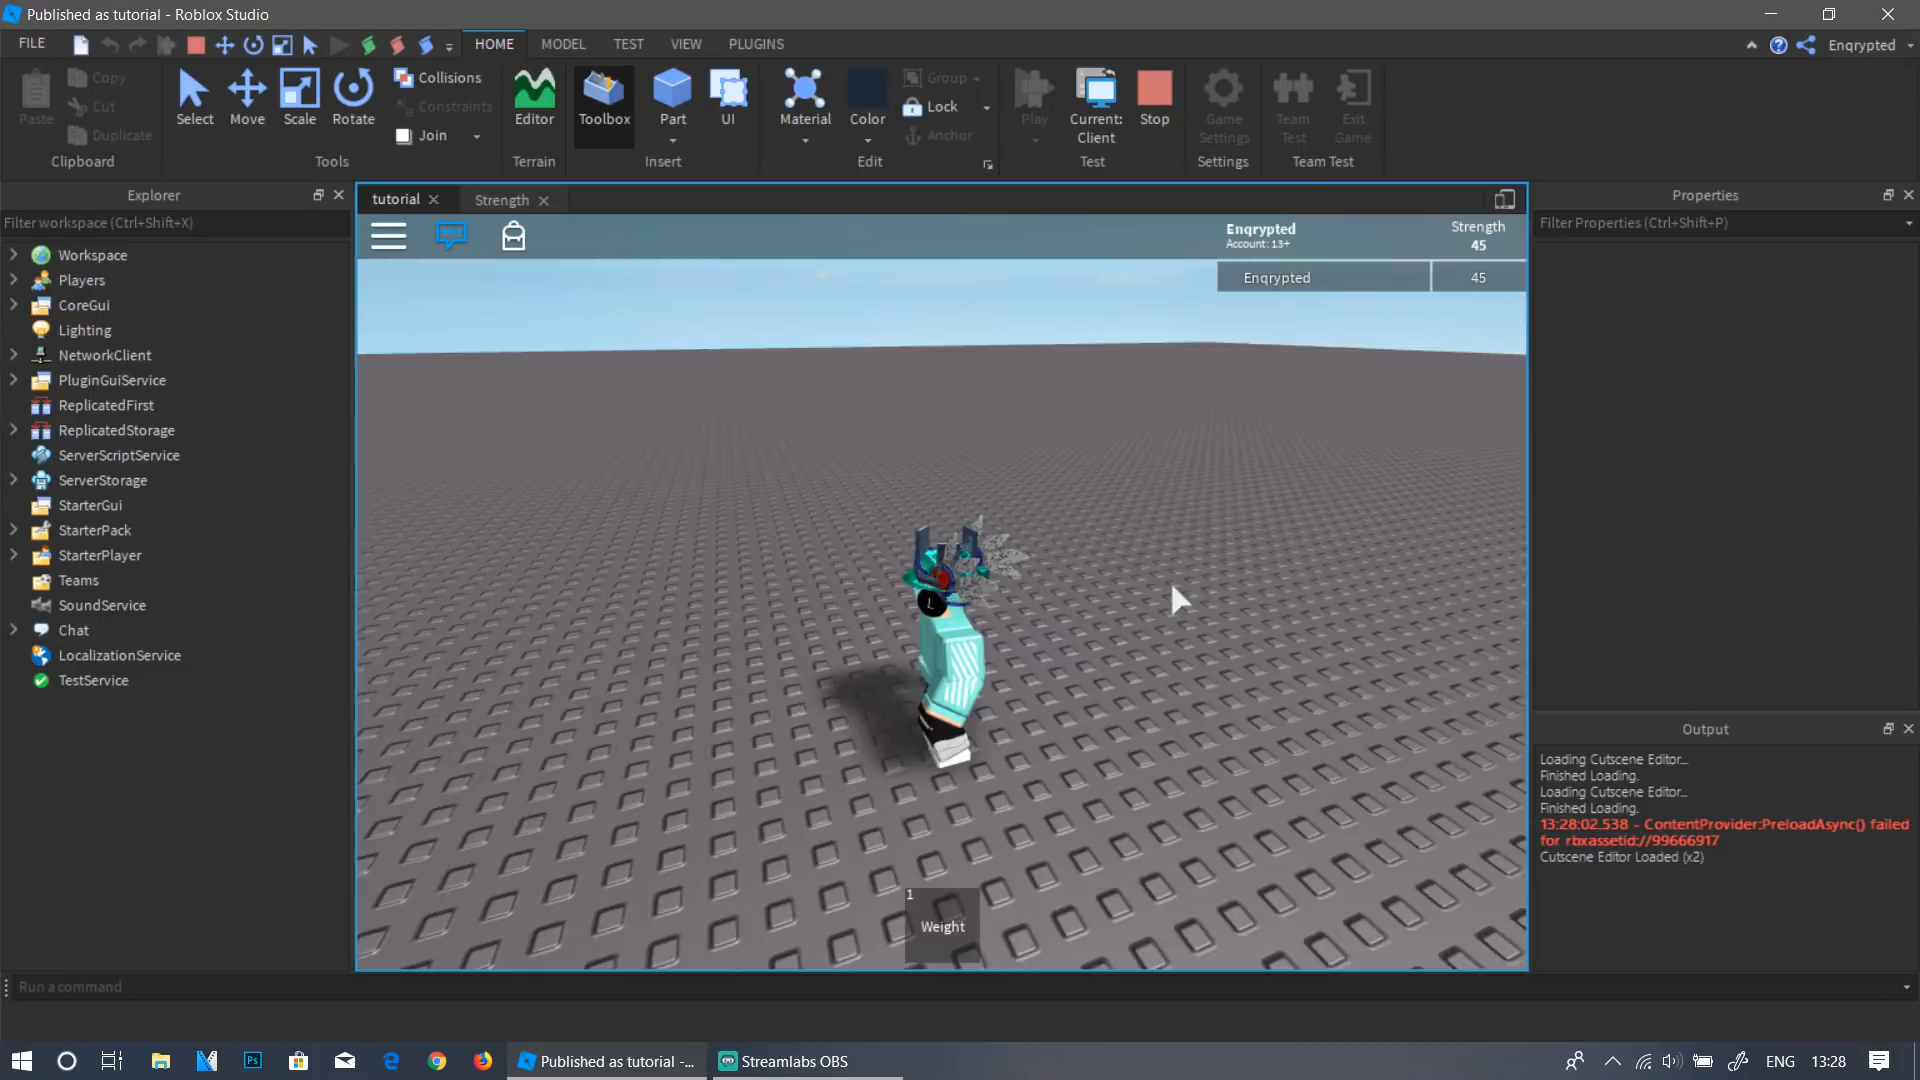 Published as tutorial - Roblox Studio
FILE
HOME
MODEL
TEST
VIEW
PLUGINS
Enqrypted
Paste
Copy
Cut
Duplicate
Clipboard
Select
Move
Scale
Rotate
Collisions
Constraints
Join
Tools
Editor
Terrain
Toolbox
Part
UI
Insert
Material
Color
Group
Lock
Anchor
Edit
Play
Current:
Client
Stop
Test
Game
Settings
Settings
Team
Test
Exit
Game
Team Test
Explorer
Filter workspace (Ctrl+Shift+X)
Workspace
Players
CoreGui
Lighting
NetworkClient
PluginGuiService
ReplicatedFirst
ReplicatedStorage
ServerScriptService
ServerStorage
StarterGui
StarterPack
StarterPlayer
Teams
SoundService
Chat
LocalizationService
TestService
tutorial
Strength
Enqrypted
Account: 13+
Strength
45
Enqrypted
45
L
1
Weight
Properties
Filter Properties (Ctrl+Shift+P)
Output
Loading Cutscene Editor...
Finished Loading.
Loading Cutscene Editor...
Finished Loading.
13:28:02.538 - ContentProvider:PreloadAsync() failed
for rbxassetid://99666917
Cutscene Editor Loaded (x2)
Run a command
Ps
Published as tutorial -...
Streamlabs OBS
ENG
13:28